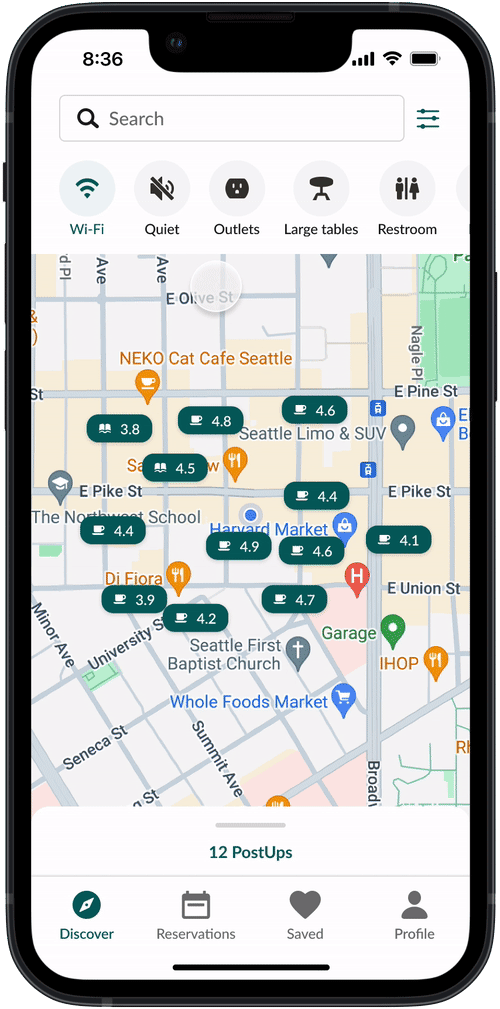 8:36
Search
Wi-Fi
Quiet
Outlets
Large tables
Restroom
Ave
Ave
E Olive St
Nagle Pl
NEKO Cat Cafe Seattle
St
E Pine St
4.6
4.8
3.8
Seattle Limo & SUV
4.5
E Pike St
4.4
E Pike St
The Northwest School
4.4
Harvard Market
4.1
4.9
4.6
Di Fiora
H
E Union St
3.9
4.7
4.2
Minor Ave
University St
Garage
Seattle First
Baptist Church
IHOP
Whole Foods Market
Seneca St
Summit Ave
12 PostUps
Discover
Reservations
Saved
Profile